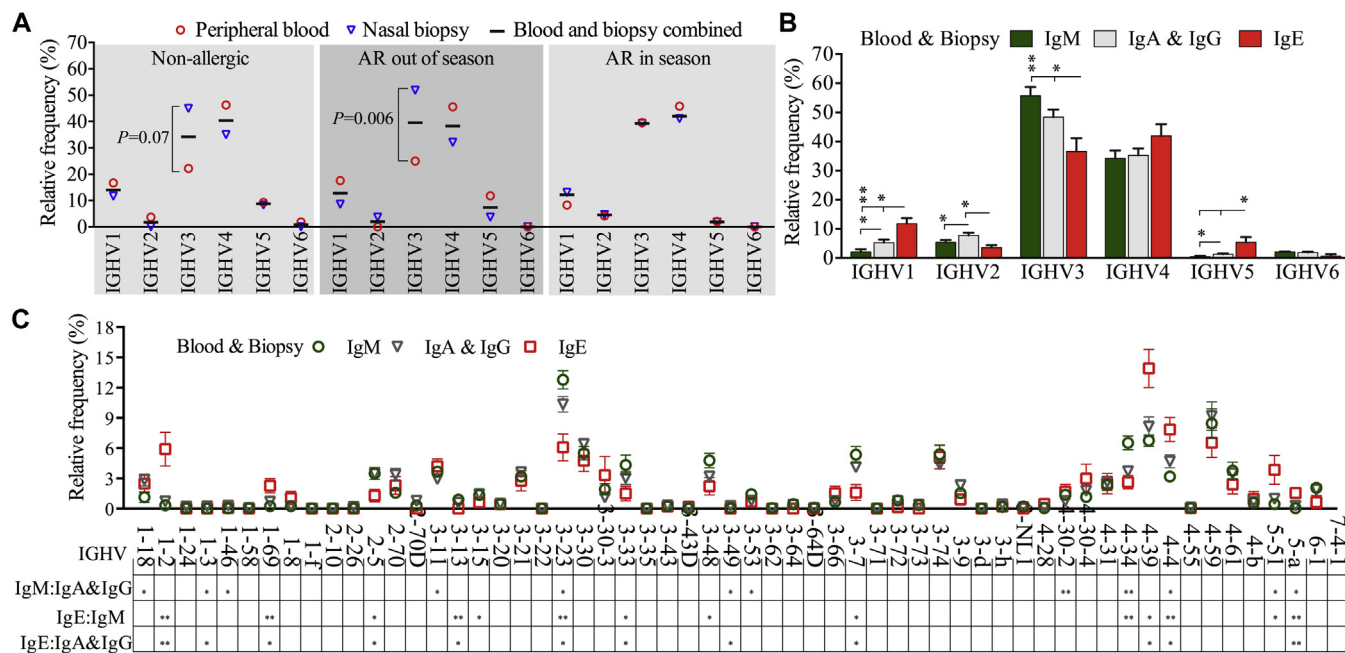 A
Peripheral blood Nasal biopsy Blood and biopsy combined
Relative frequency (%)
70
60
50
40
30
20
10
0
Non-allergic AR out of season AR in season
P=0.07 P=0.006
IGHV1 IGHV2 IGHV3 IGHV4 IGHV5 IGHV6 IGHV1 IGHV2 IGHV3 IGHV4 IGHV5 IGHV6 IGHV1 IGHV2 IGHV3 IGHV4 IGHV5 IGHV6
B
Blood & Biopsy IgM IgA & IgG IgE
Relative frequency (%)
70
60
50
40
30
20
10
0
*** * ** * * ** * * *
IGHV1 IGHV2 IGHV3 IGHV4 IGHV5 IGHV6
C
Blood & Biopsy IgM IgA & IgG IgE
Relative frequency (%)
18
15
12
9
6
3
0
IGHV 1-18 1-2 1-24 1-3 1-46 1-58 1-69 1-8 1-f 2-10 2-26 2-5 2-70 2-70D 3-11 3-13 3-15 3-20 3-21 3-22 3-23 3-30 3-30-3 3-33 3-35 3-43 3-43D 3-48 3-49 3-53 3-62 3-64 3-64D 3-66 3-7 3-71 3-72 3-73 3-74 3-9 3-d 3-h 3-NL1 4-28 4-30-2 4-30-4 4-31 4-34 4-39 4-4 4-55 4-59 4-61 4-b 5-51 5-a 6-1 7-4-1
IgM:IgA&IgG * * * * * * * ** ** * * *
IgE:IgM ** ** * ** * ** * * * ** * ** * **
IgE:IgA&IgG ** * * * * ** * * * * * **